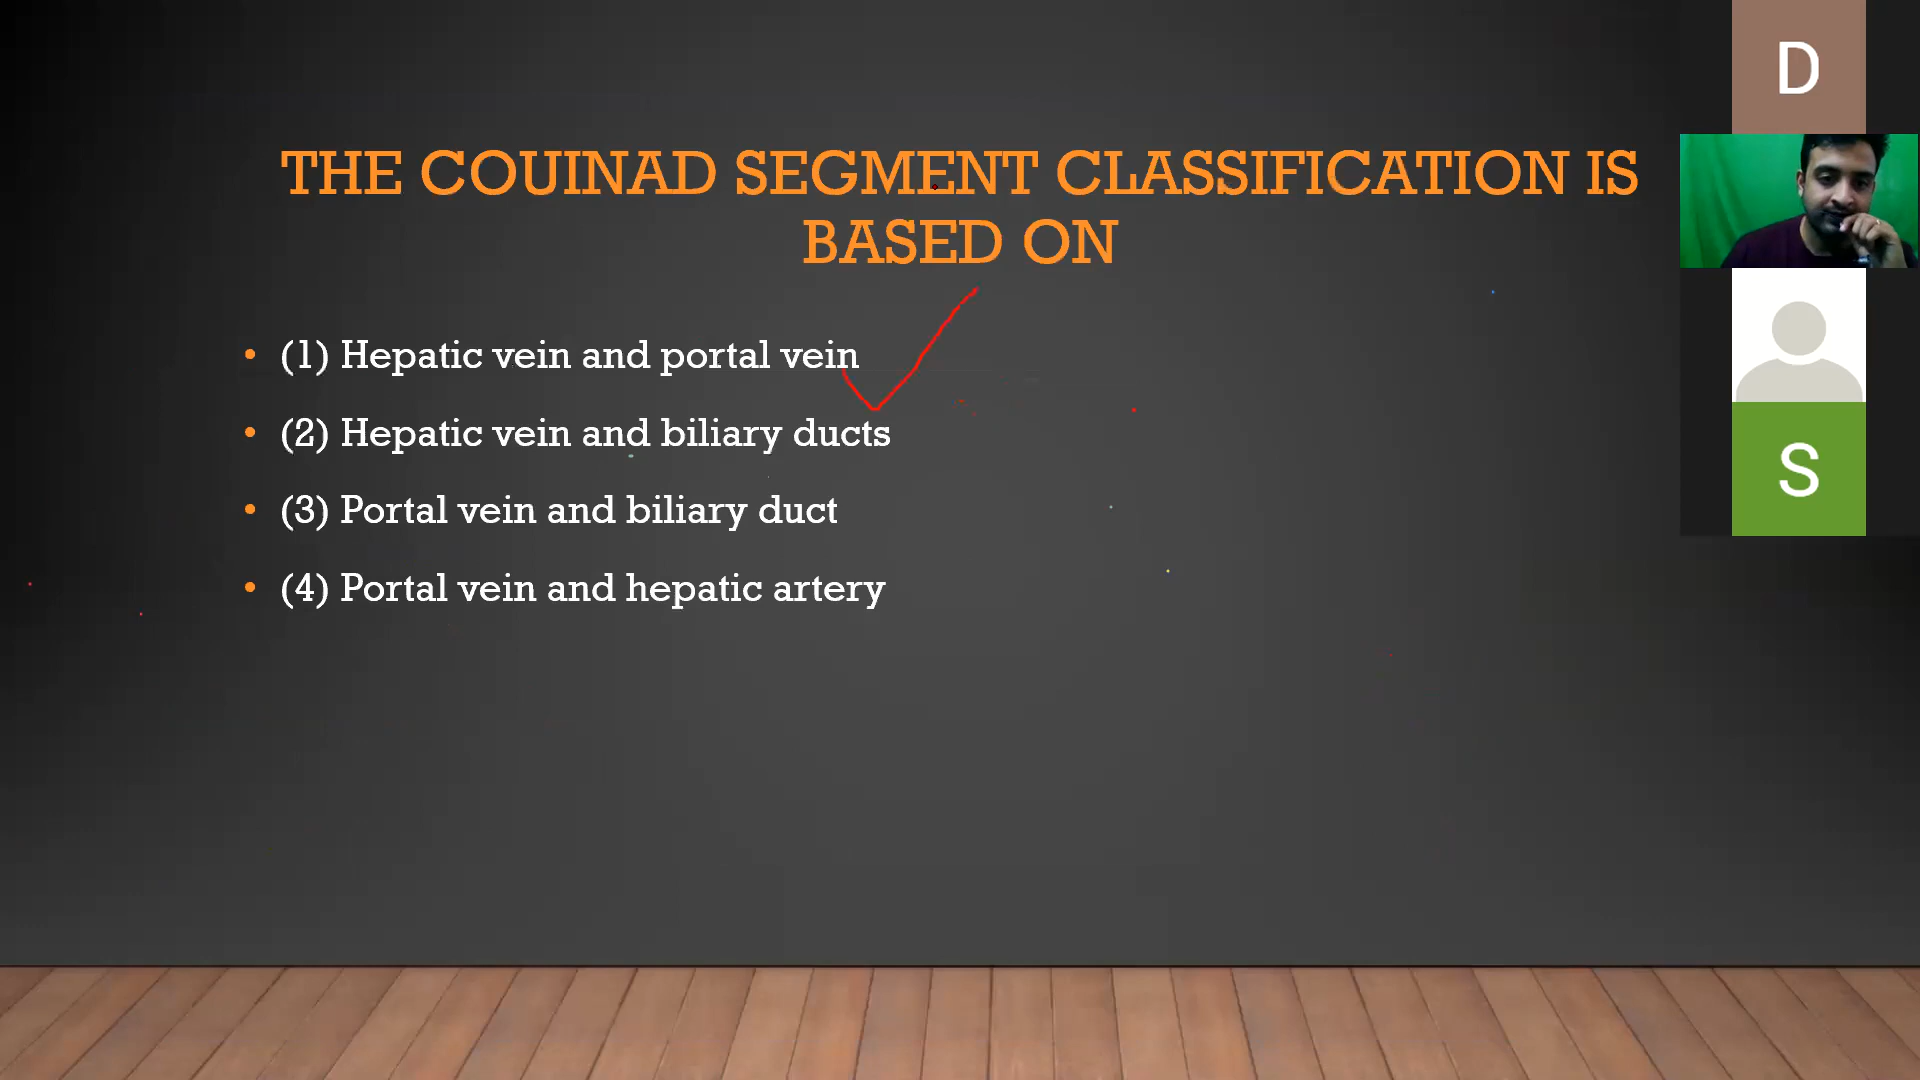 THE COUINAD SEGMENT CLASSIFICATION IS
BASED ON
• (1) Hepatic vein and portal vein
• (2) Hepatic vein and biliary ducts
• (3) Portal vein and biliary duct
• (4) Portal vein and hepatic artery
D
S